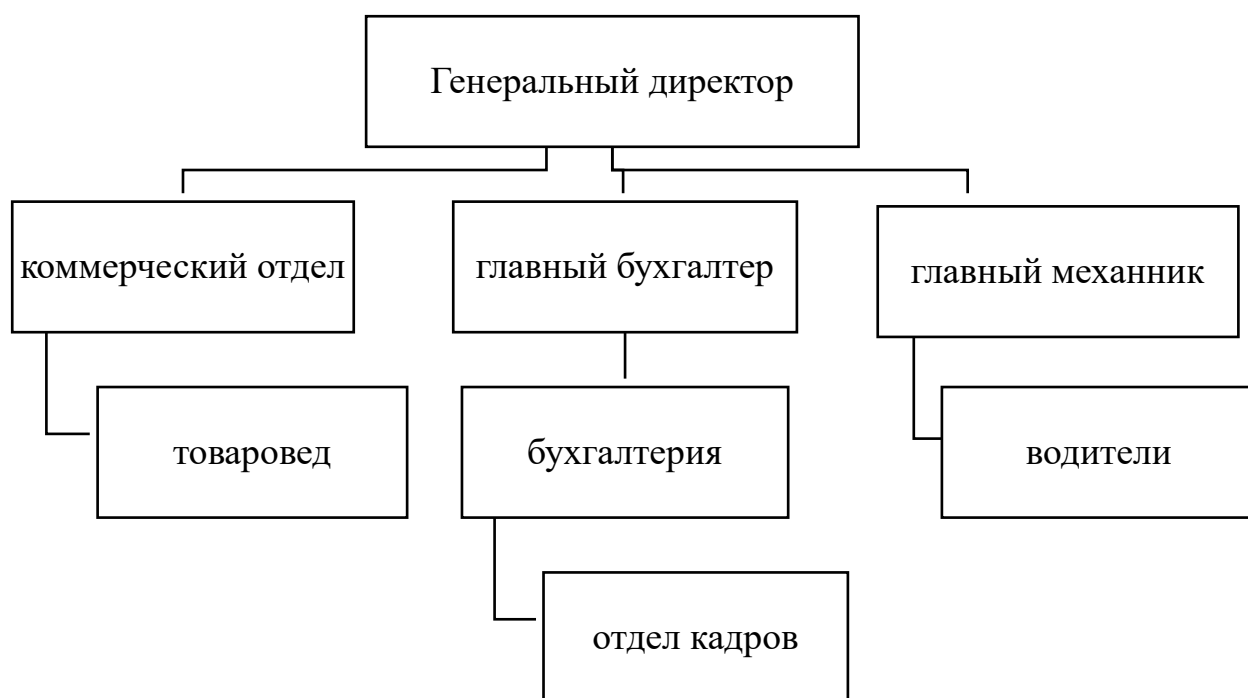 Генеральный директор
коммерческий отдел
главный бухгалтер
главный механник
товаровед
бухгалтерия
водители
отдел кадров